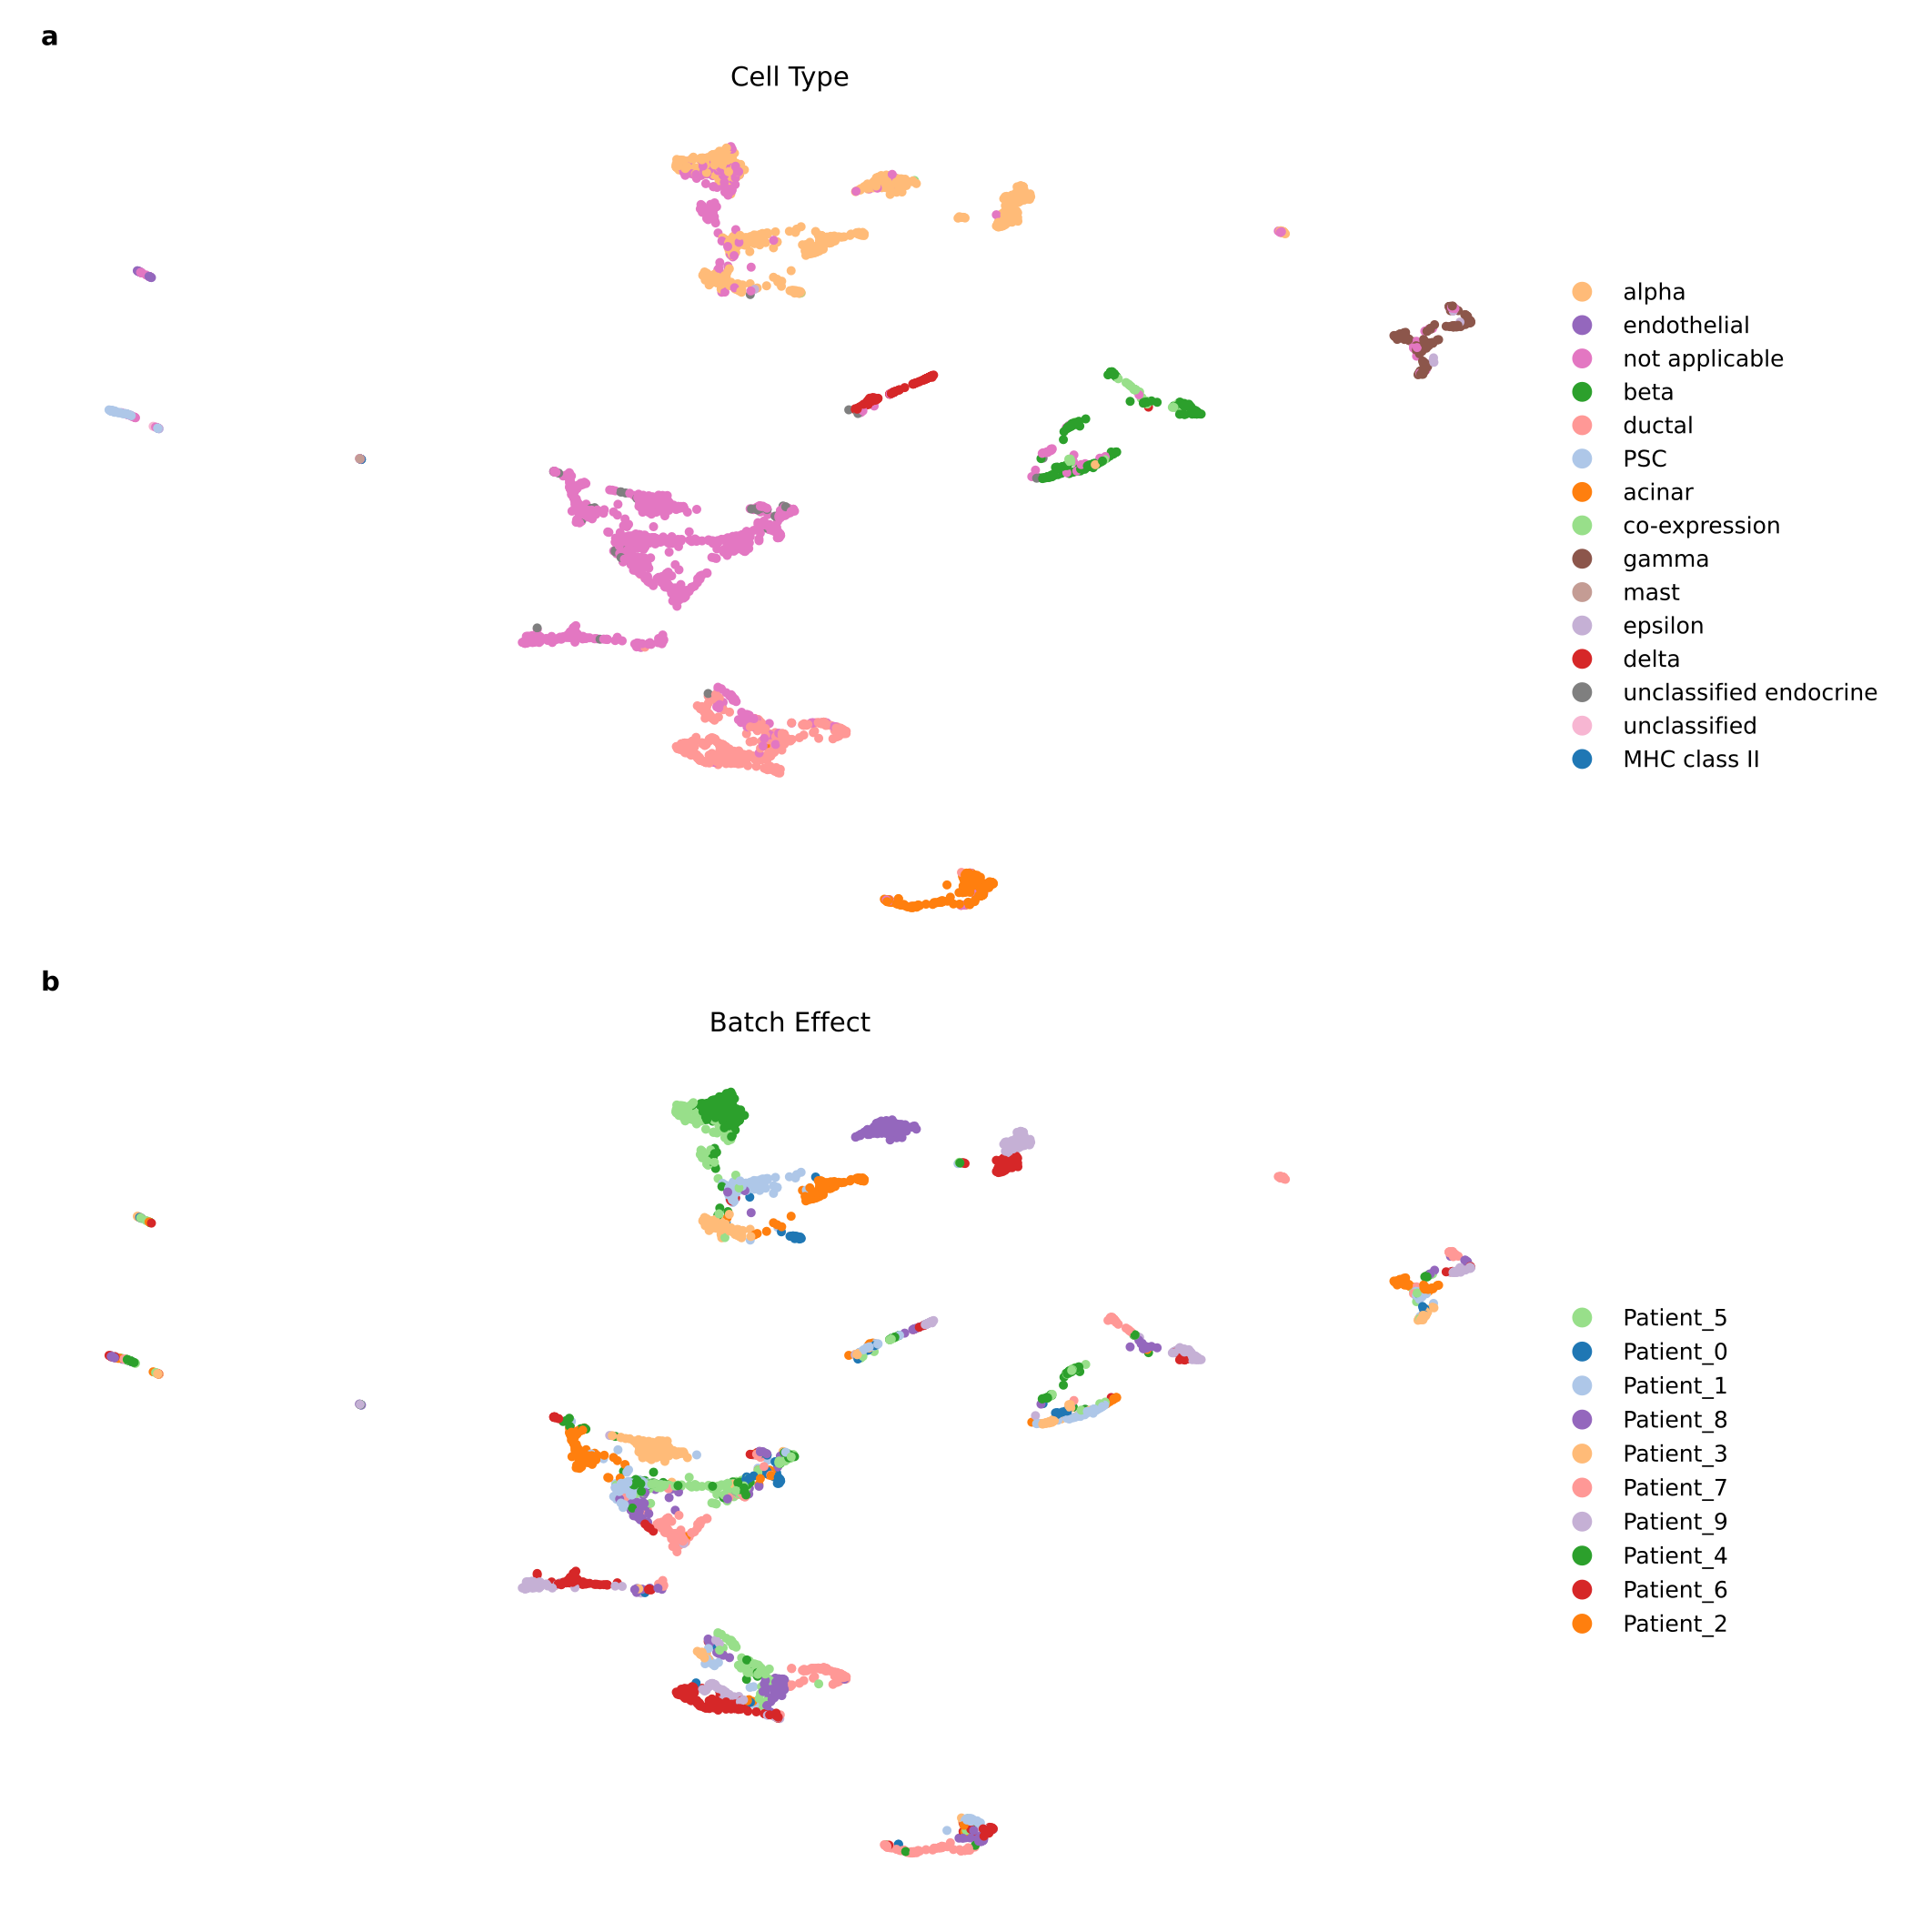 a
Cell Type
alpha
endothelial
not applicable
beta
ductal
PSC
acinar
co-expression
gamma
mast
epsilon
delta
unclassified endocrine
unclassified
MHC class II
b
Batch Effect
Patient_5
Patient_0
Patient_1
Patient_8
Patient_3
Patient_7
Patient_9
Patient_4
Patient_6
Patient_2